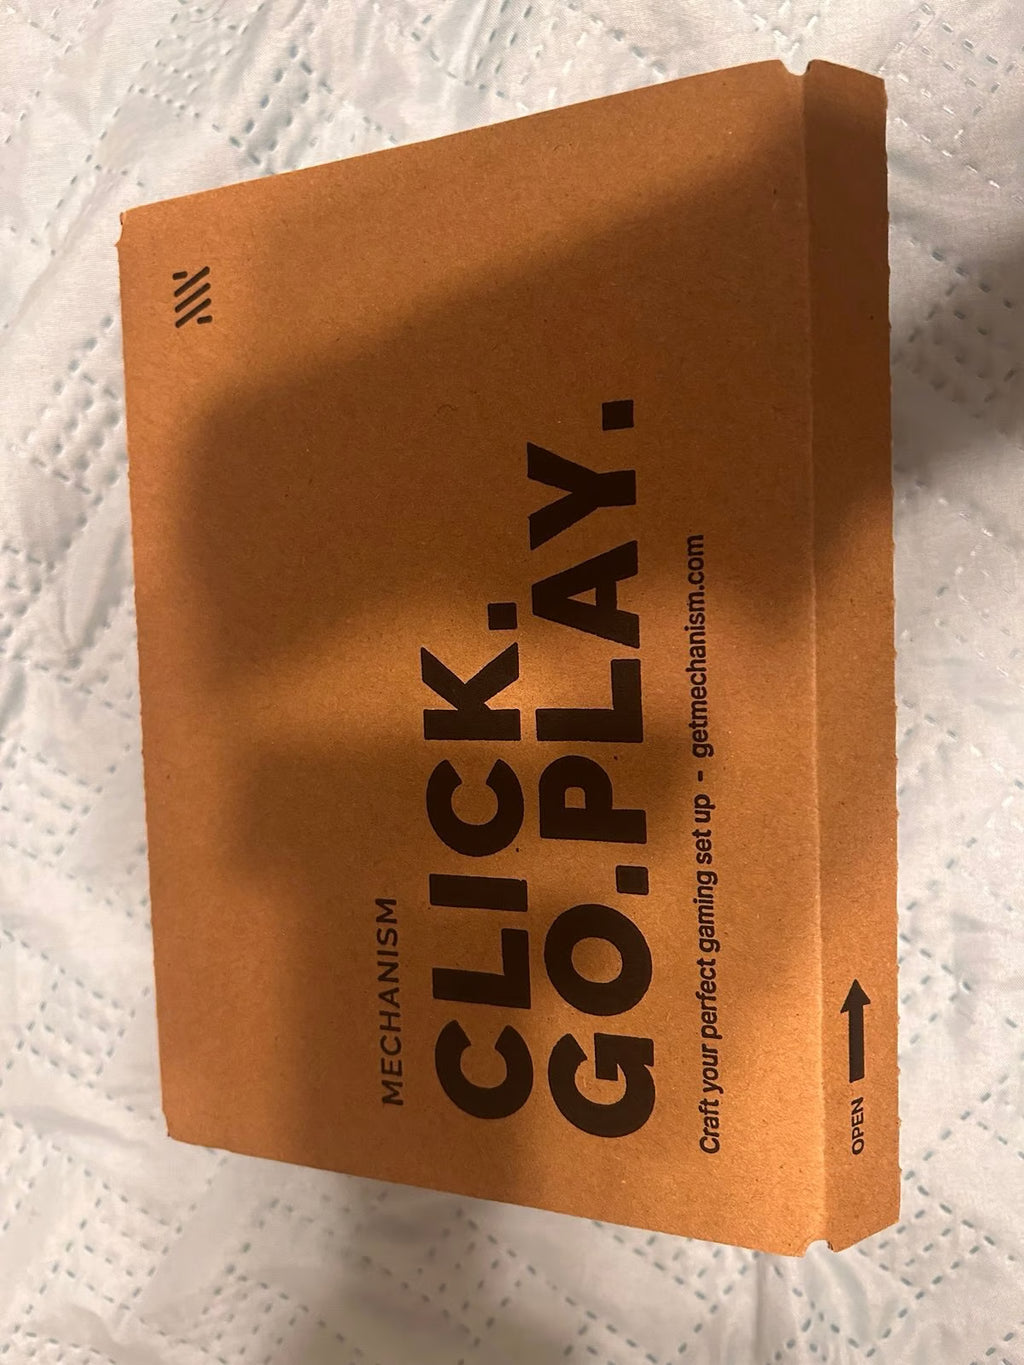 MECHANISM
CLICK.
GO.PLAY.
Craft your perfect gaming set up - getmechanism.com
OPEN